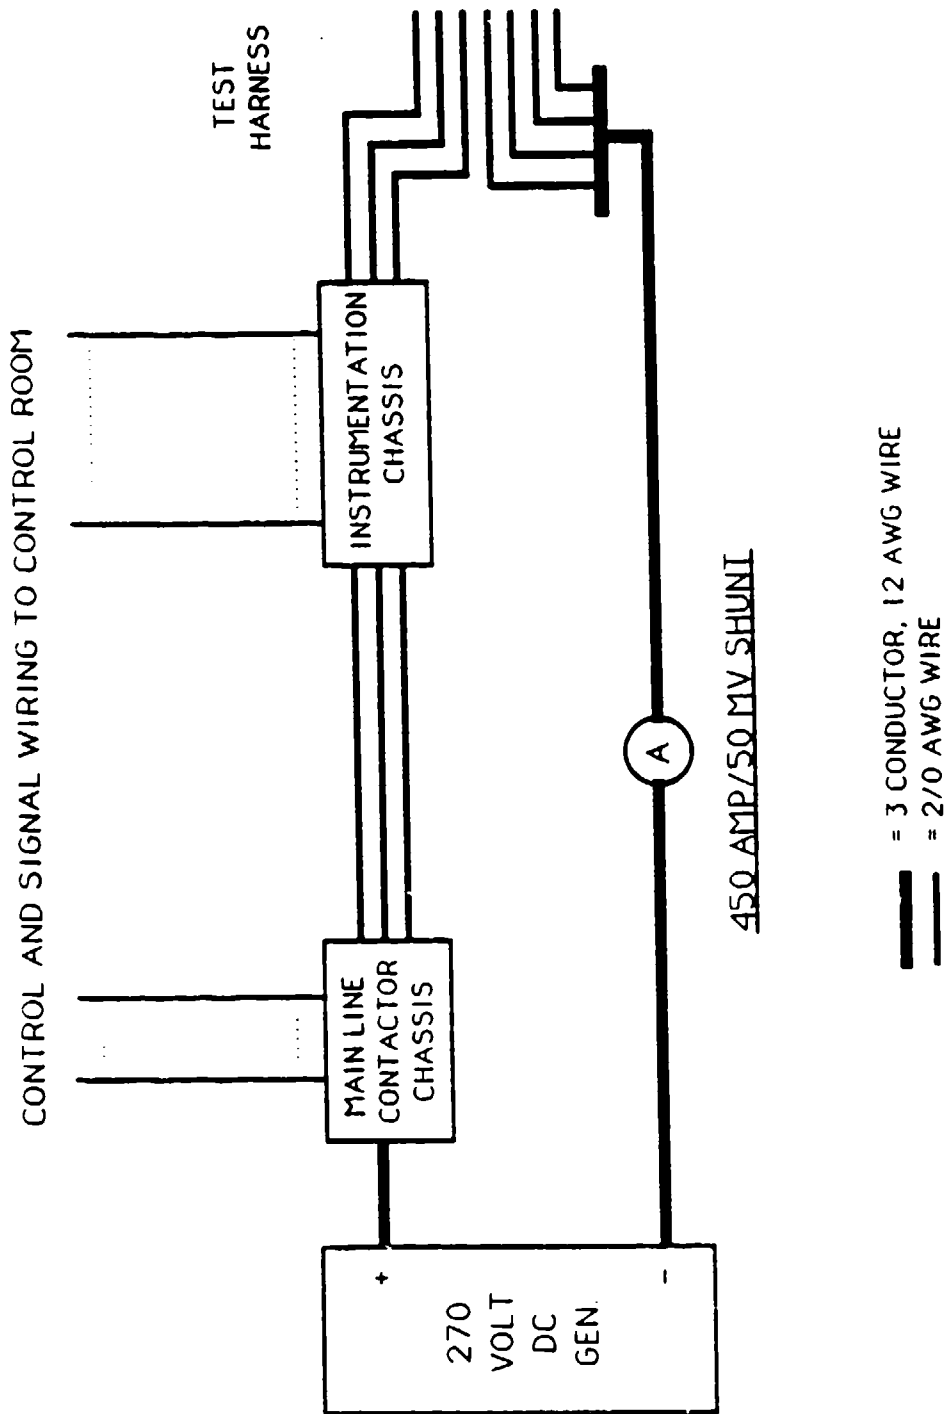 CONTROL AND SIGNAL WIRING TO CONTROL ROOM
TEST
HARNESS
MAIN LINE
CONTACTOR
CHASSIS
INSTRUMENTATION
CHASSIS
270
VOLT
DC
GEN.
+
-
A
450 AMP/50 MV SHUNT
= 3 CONDUCTOR, 12 AWG WIRE
= 2/0 AWG WIRE